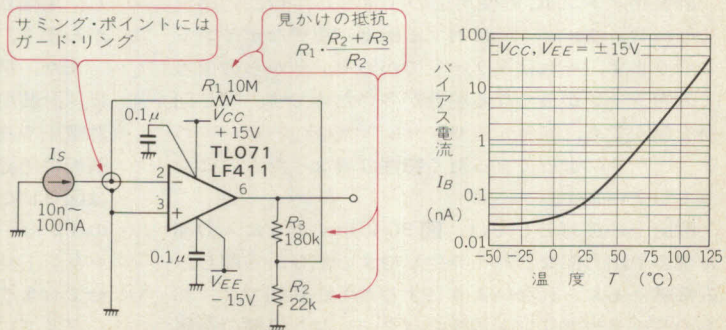 サミング・ポイントには
ガード・リング
見かけの抵抗
R1・(R2 + R3)/R2
R1 10M
0.1μ
VCC
+15V
TL071
LF411
IS
10n〜
100nA
2
−
3
+
6
R3
180k
0.1μ
VEE
−15V
R2
22k
VCC, VEE = ±15V
バイアス電流 IB (nA)
100
10
1
0.1
0.01
−50 −25 0 25 50 75 100 125
温度 T (°C)